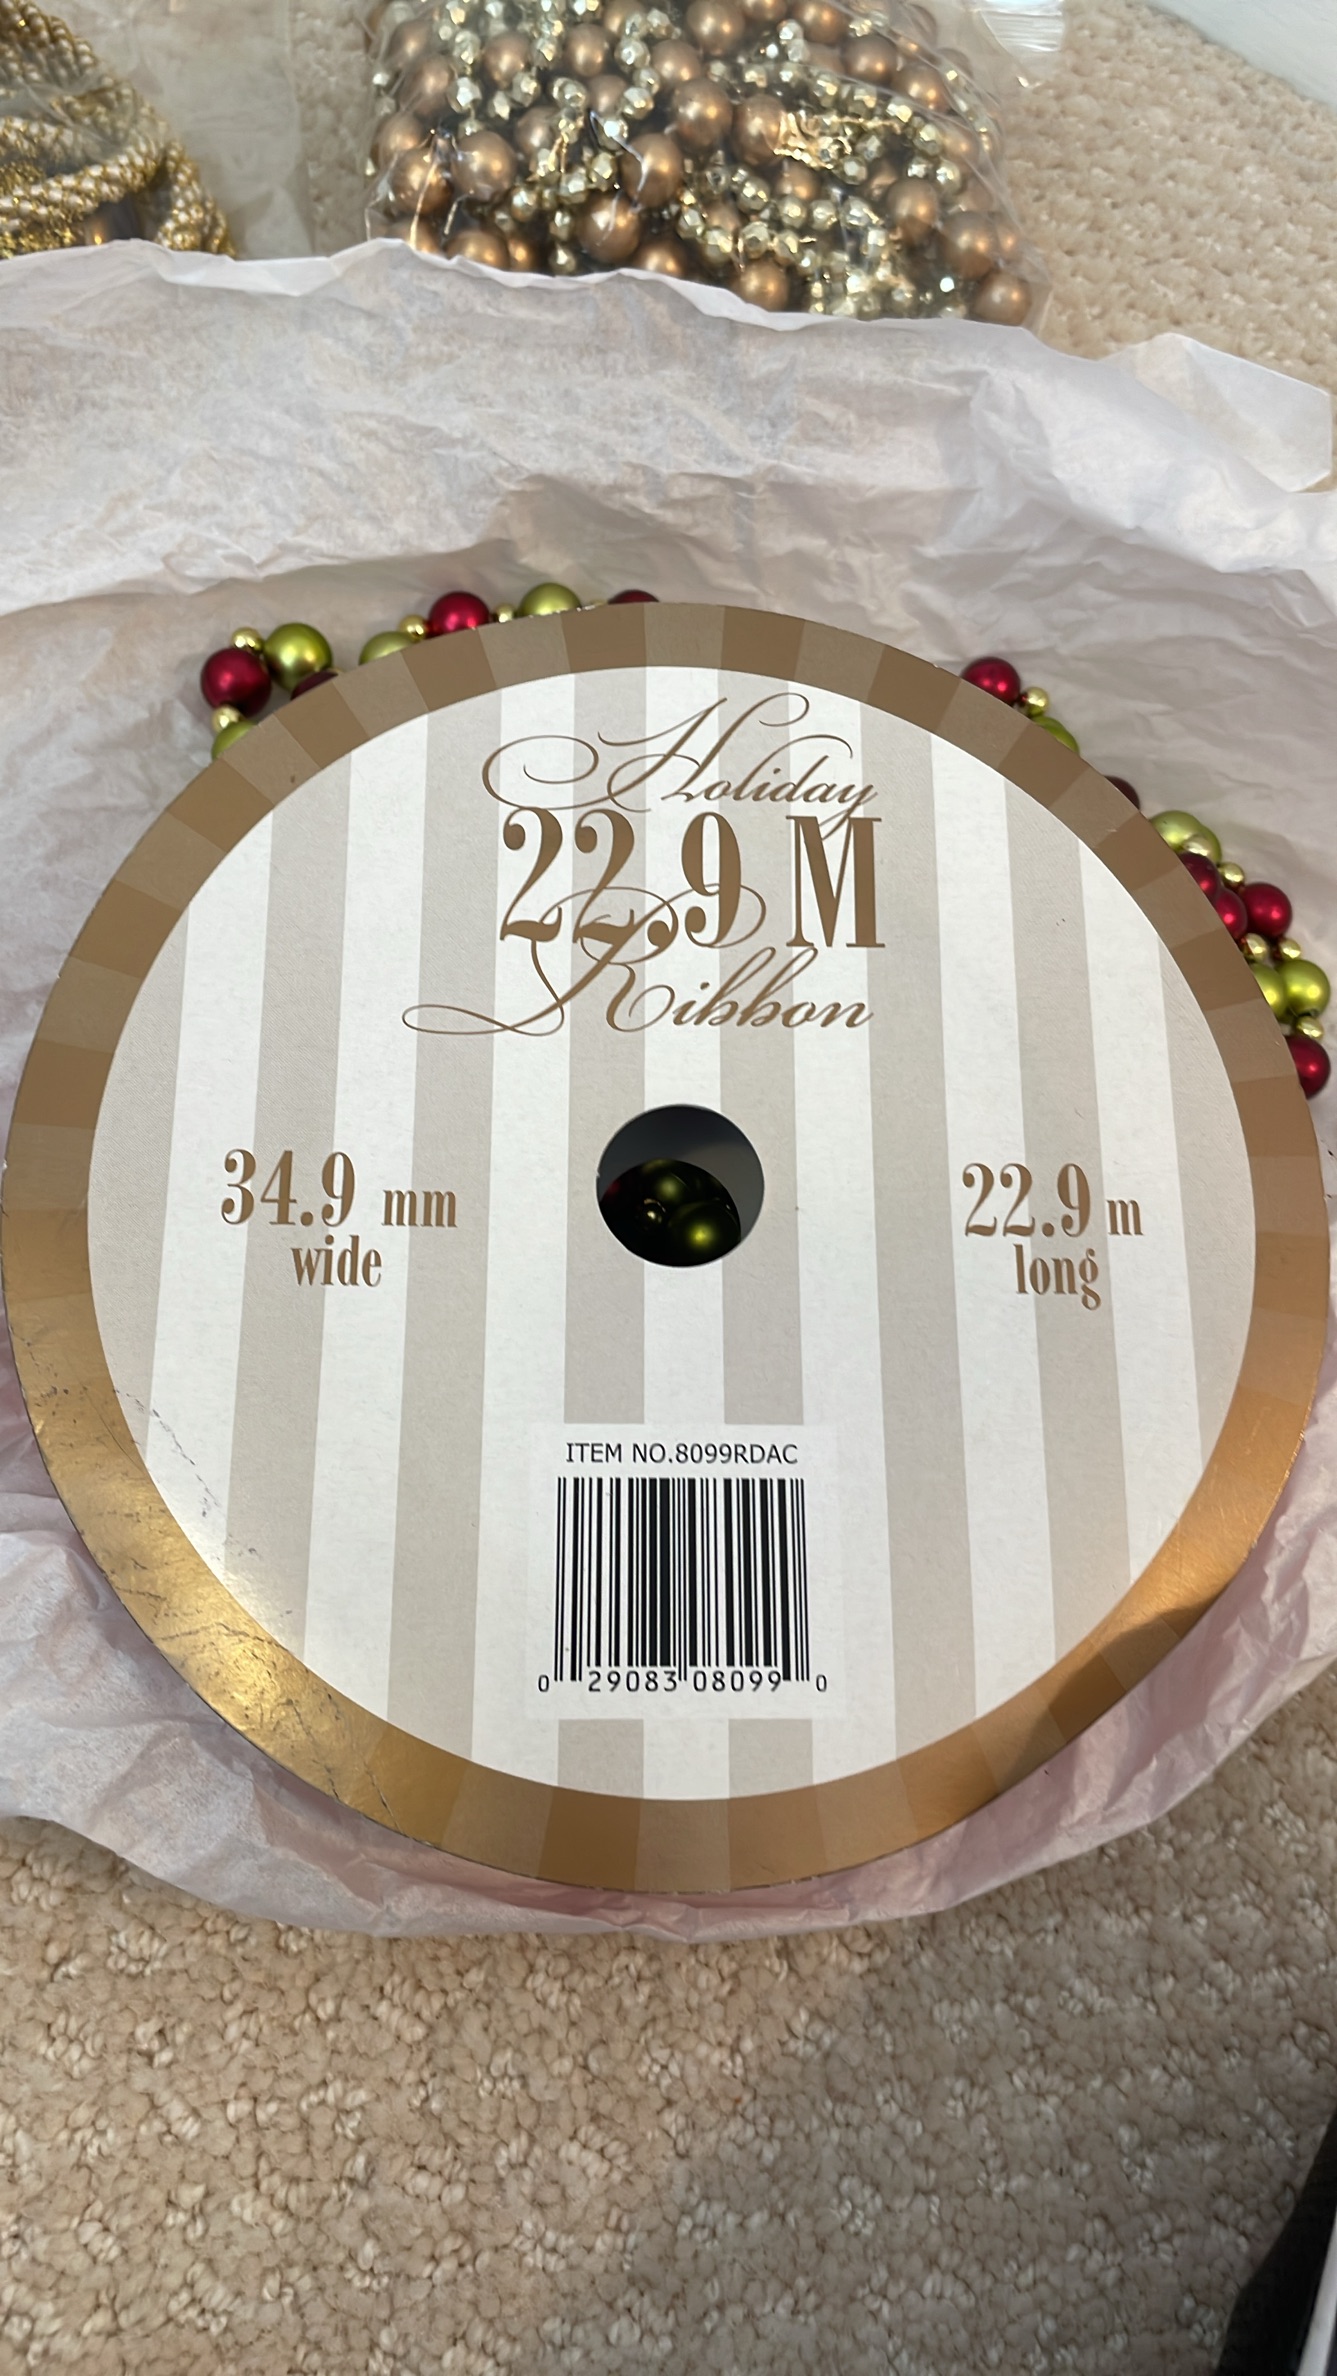 Holiday
22.9 M
Ribbon
34.9 mm
wide
22.9 m
long
ITEM NO.8099RDAC
0 29083 08099 0